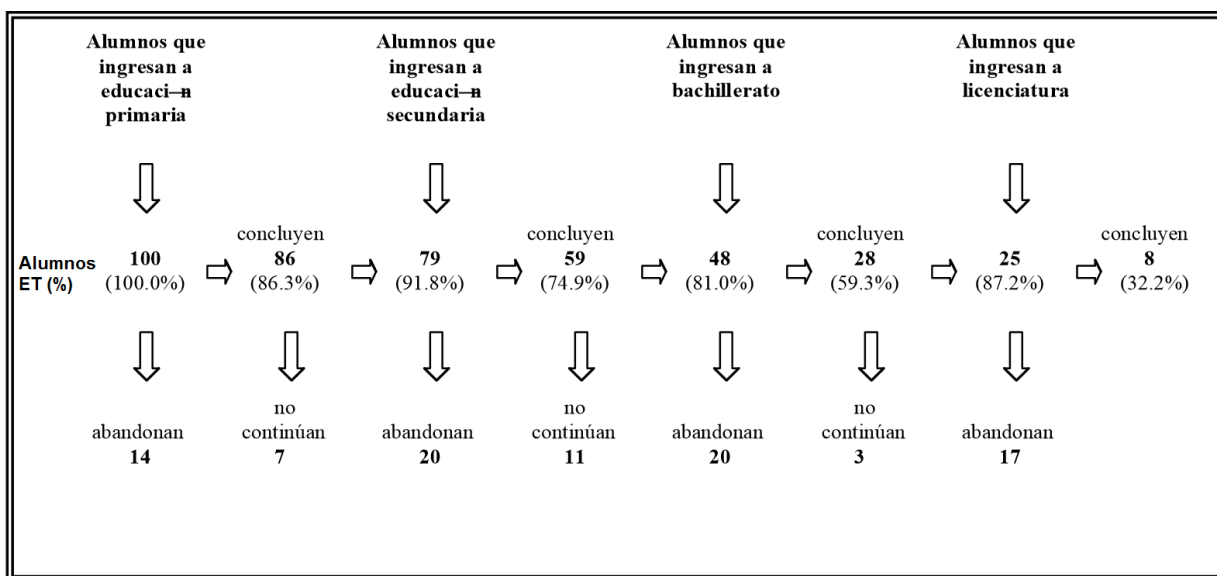 Alumnos que
ingresan a
educaci—n
primaria
Alumnos que
ingresan a
educaci—n
secundaria
Alumnos que
ingresan a
bachillerato
Alumnos que
ingresan a
licenciatura
Alumnos
ET (%)
100
(100.0%)
concluyen
86
(86.3%)
79
(91.8%)
concluyen
59
(74.9%)
48
(81.0%)
concluyen
28
(59.3%)
25
(87.2%)
concluyen
8
(32.2%)
abandonan
14
no
continúan
7
abandonan
20
no
continúan
11
abandonan
20
no
continúan
3
abandonan
17